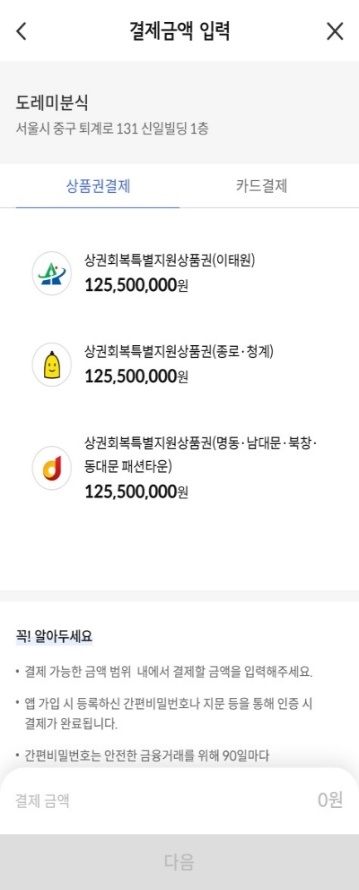 결제금액 입력
도레미분식
서울시 중구 퇴계로 131 신일빌딩 1층
상품권결제
카드결제
상권회복특별지원상품권(이태원)
125,500,000원
상권회복특별지원상품권(종로·청계)
125,500,000원
상권회복특별지원상품권(명동·남대문·북창·
동대문 패션타운)
125,500,000원
꼭! 알아두세요
• 결제 가능한 금액 범위 내에서 결제할 금액을 입력해주세요.
• 앱 가입 시 등록하신 간편비밀번호나 지문 등을 통해 인증 시
결제가 완료됩니다.
• 간편비밀번호는 안전한 금융거래를 위해 90일마다
결제 금액
0원
다음